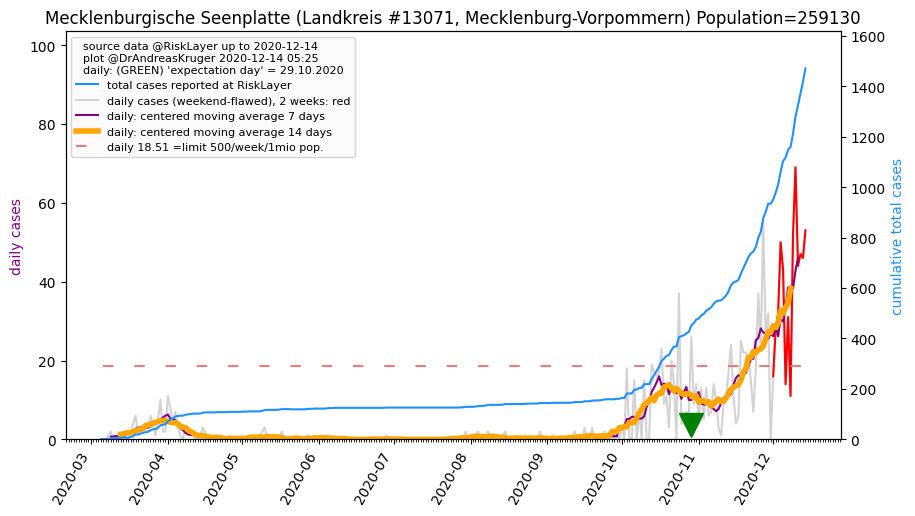 Mecklenburgische Seenplatte (Landkreis #13071, Mecklenburg-Vorpommern) Population=259130
source data @RiskLayer up to 2020-12-14
plot @DrAndreasKruger 2020-12-14 05:25
daily: (GREEN) 'expectation day' = 29.10.2020
total cases reported at RiskLayer
daily cases (weekend-flawed), 2 weeks: red
daily: centered moving average 7 days
daily: centered moving average 14 days
daily 18.51 =limit 500/week/1mio pop.
daily cases
100
80
60
40
20
0
cumulative total cases
1600
1400
1200
1000
800
600
400
200
0
2020-03
2020-04
2020-05
2020-06
2020-07
2020-08
2020-09
2020-10
2020-11
2020-12